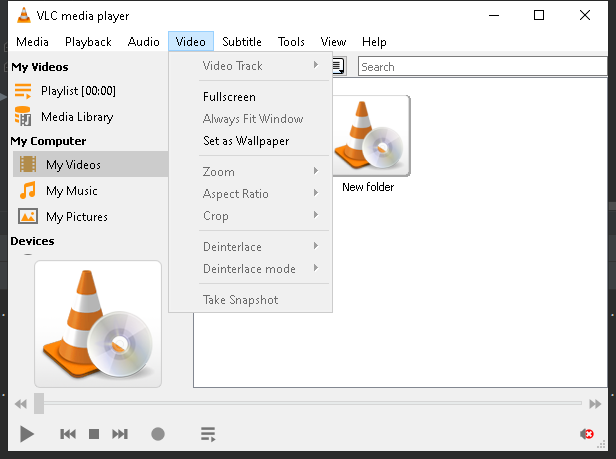 VLC media player
Media Playback Audio Video Subtitle Tools View Help
My Videos
Playlist [00:00]
Media Library
My Computer
My Videos
My Music
My Pictures
Devices
Video Track
Fullscreen
Always Fit Window
Set as Wallpaper
Zoom
Aspect Ratio
Crop
Deinterlace
Deinterlace mode
Take Snapshot
Search
New folder